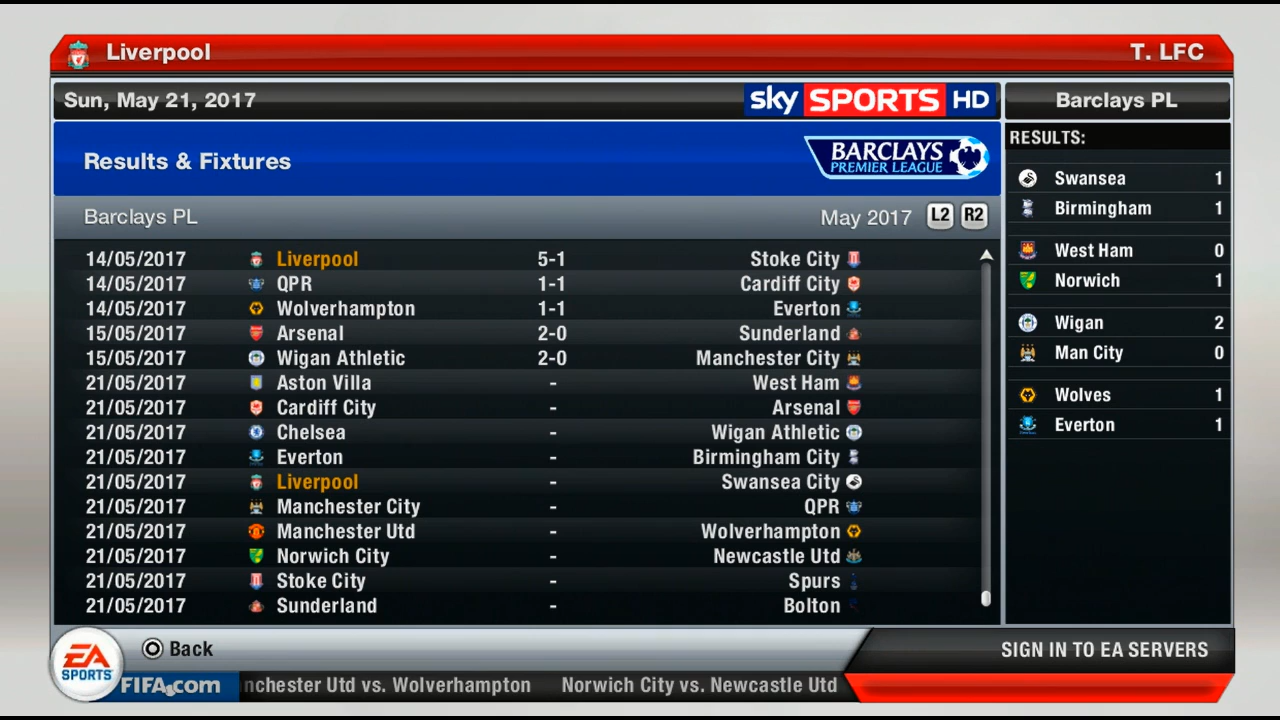 Liverpool T. LFC
Sun, May 21, 2017 sky SPORTS HD Barclays PL
Results & Fixtures BARCLAYS PREMIER LEAGUE
Barclays PL May 2017 L2 R2
14/05/2017 Liverpool 5-1 Stoke City
14/05/2017 QPR 1-1 Cardiff City
14/05/2017 Wolverhampton 1-1 Everton
15/05/2017 Arsenal 2-0 Sunderland
15/05/2017 Wigan Athletic 2-0 Manchester City
21/05/2017 Aston Villa - West Ham
21/05/2017 Cardiff City - Arsenal
21/05/2017 Chelsea - Wigan Athletic
21/05/2017 Everton - Birmingham City
21/05/2017 Liverpool - Swansea City
21/05/2017 Manchester City - QPR
21/05/2017 Manchester Utd - Wolverhampton
21/05/2017 Norwich City - Newcastle Utd
21/05/2017 Stoke City - Spurs
21/05/2017 Sunderland - Bolton
RESULTS:
Swansea 1
Birmingham 1
West Ham 0
Norwich 1
Wigan 2
Man City 0
Wolves 1
Everton 1
Back
SIGN IN TO EA SERVERS
EA SPORTS
FIFA.com nchester Utd vs. Wolverhampton Norwich City vs. Newcastle Utd